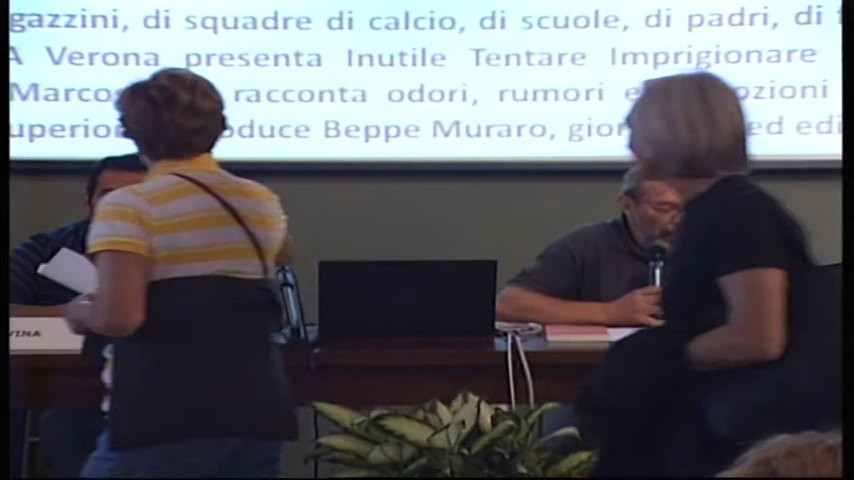 gazzini, di squadre di calcio, di scuole, di padri, di
A Verona presenta Inutile Tentare Imprigionare
Marco racconta odori, rumori e
uperior oduce Beppe Muraro, gior ed edi
VINA